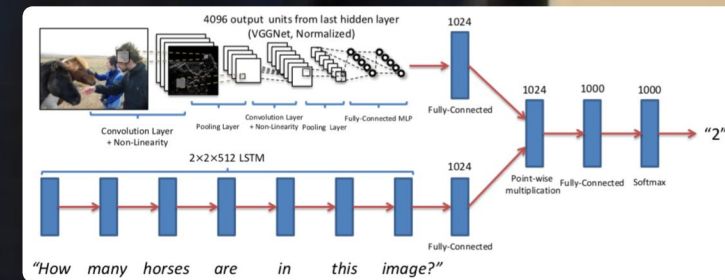 4096 output units from last hidden layer
(VGGNet, Normalized)
1024
Fully-Connected
Convolution Layer
+ Non-Linearity
Pooling Layer
Convolution Layer
+ Non-Linearity
Pooling Layer
Fully-Connected MLP
1024
1000
1000
"2"
Point-wise
multiplication
Fully-Connected
Softmax
2×2×512 LSTM
1024
Fully-Connected
"How many horses are in this image?"